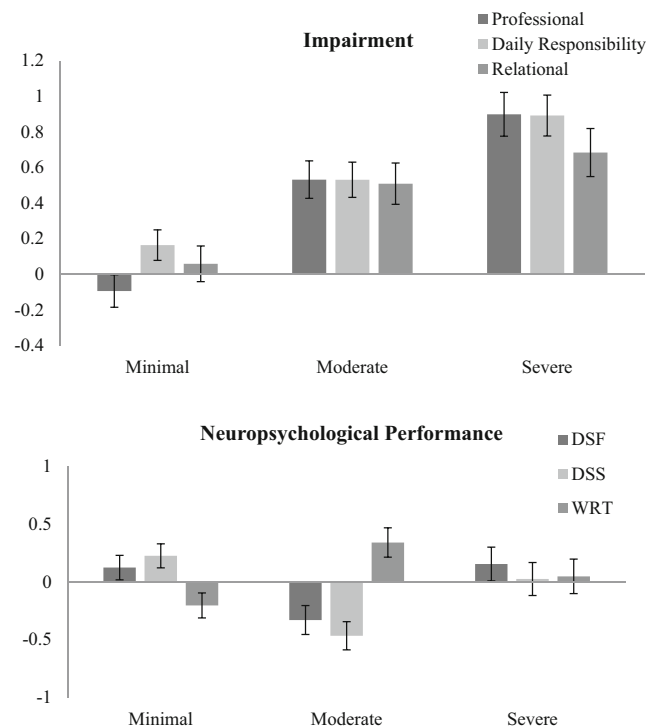 Impairment
Professional
Daily Responsibility
Relational
1.2
1
0.8
0.6
0.4
0.2
0
-0.2
-0.4
Minimal Moderate Severe
Neuropsychological Performance
DSF
DSS
WRT
1
0.5
0
-0.5
-1
Minimal Moderate Severe